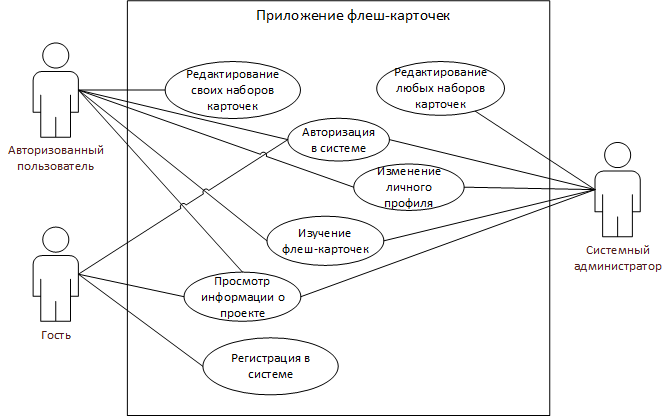 Приложение флеш-карточек
Редактирование
своих наборов
карточек
Редактирование
любых наборов
карточек
Авторизованный
пользователь
Авторизация
в системе
Изменение
личного
профиля
Изучение
флеш-карточек
Системный
администратор
Просмотр
информации о
проекте
Гость
Регистрация в
системе